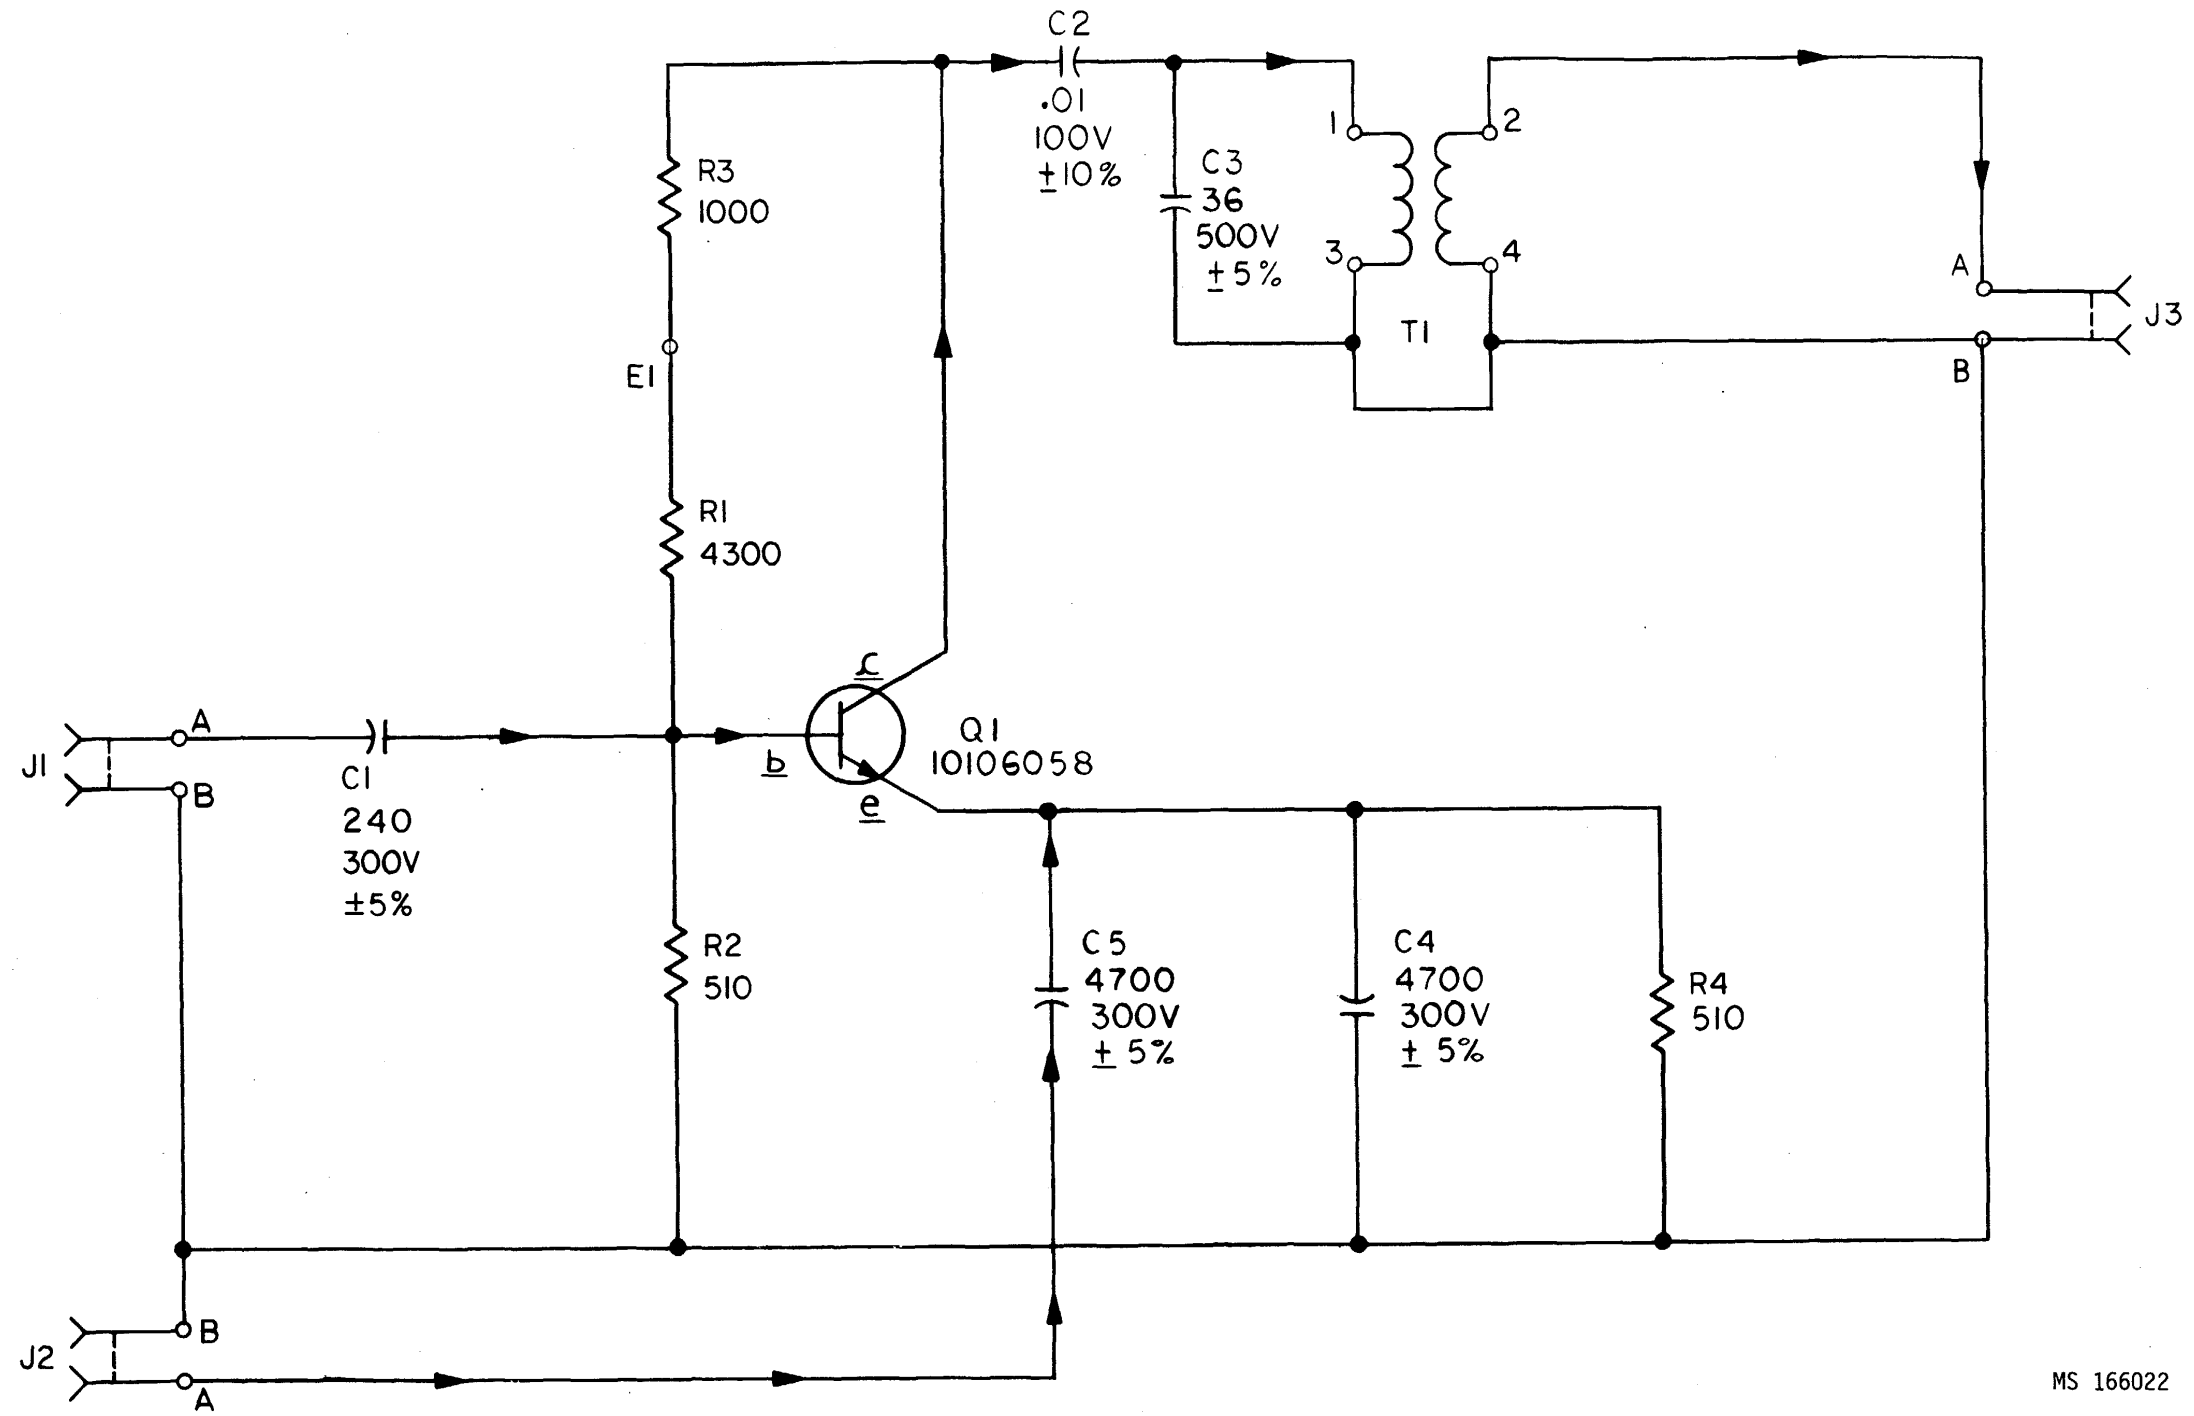 C2
.01
100V
±10%
R3
1000
C3
36
500V
±5%
1
2
3
4
T1
A
B
J3
E1
R1
4300
c
b
e
Q1
10106058
J1
A
B
C1
240
300V
±5%
R2
510
C5
4700
300V
± 5%
C4
4700
300V
± 5%
R4
510
J2
B
A
MS 166022